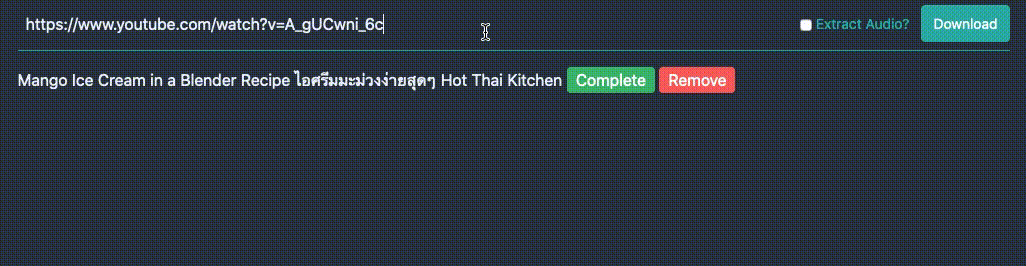 https://www.youtube.com/watch?v=A_gUCwni_6c Extract Audio? Download
Mango Ice Cream in a Blender Recipe ไอศรีมมะม่วงง่ายสุดๆ Hot Thai Kitchen Complete Remove